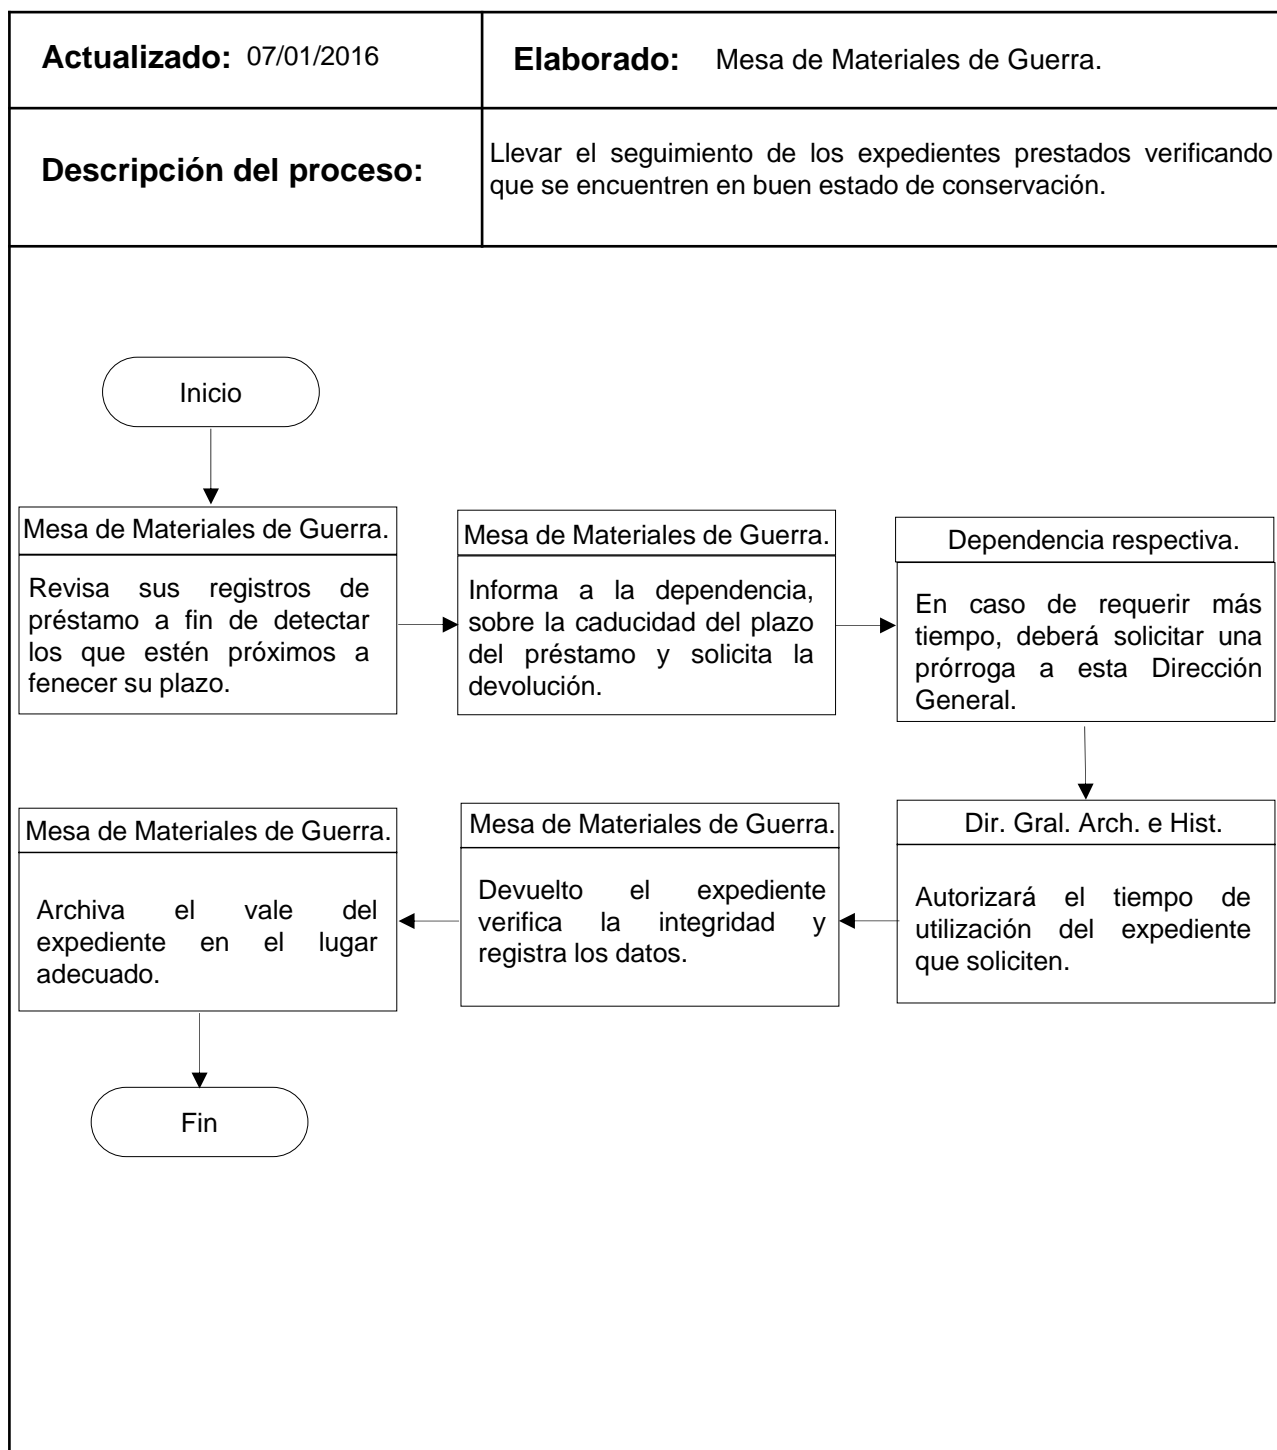 Actualizado: 07/01/2016
Elaborado: Mesa de Materiales de Guerra.
Descripción del proceso:
Llevar el seguimiento de los expedientes prestados verificando
que se encuentren en buen estado de conservación.
Inicio
Mesa de Materiales de Guerra.
Revisa sus registros de
préstamo a fin de detectar
los que estén próximos a
fenecer su plazo.
Mesa de Materiales de Guerra.
Informa a la dependencia,
sobre la caducidad del plazo
del préstamo y solicita la
devolución.
Dependencia respectiva.
En caso de requerir más
tiempo, deberá solicitar una
prórroga a esta Dirección
General.
Dir. Gral. Arch. e Hist.
Autorizará el tiempo de
utilización del expediente
que soliciten.
Mesa de Materiales de Guerra.
Devuelto el expediente
verifica la integridad y
registra los datos.
Mesa de Materiales de Guerra.
Archiva el vale del
expediente en el lugar
adecuado.
Fin